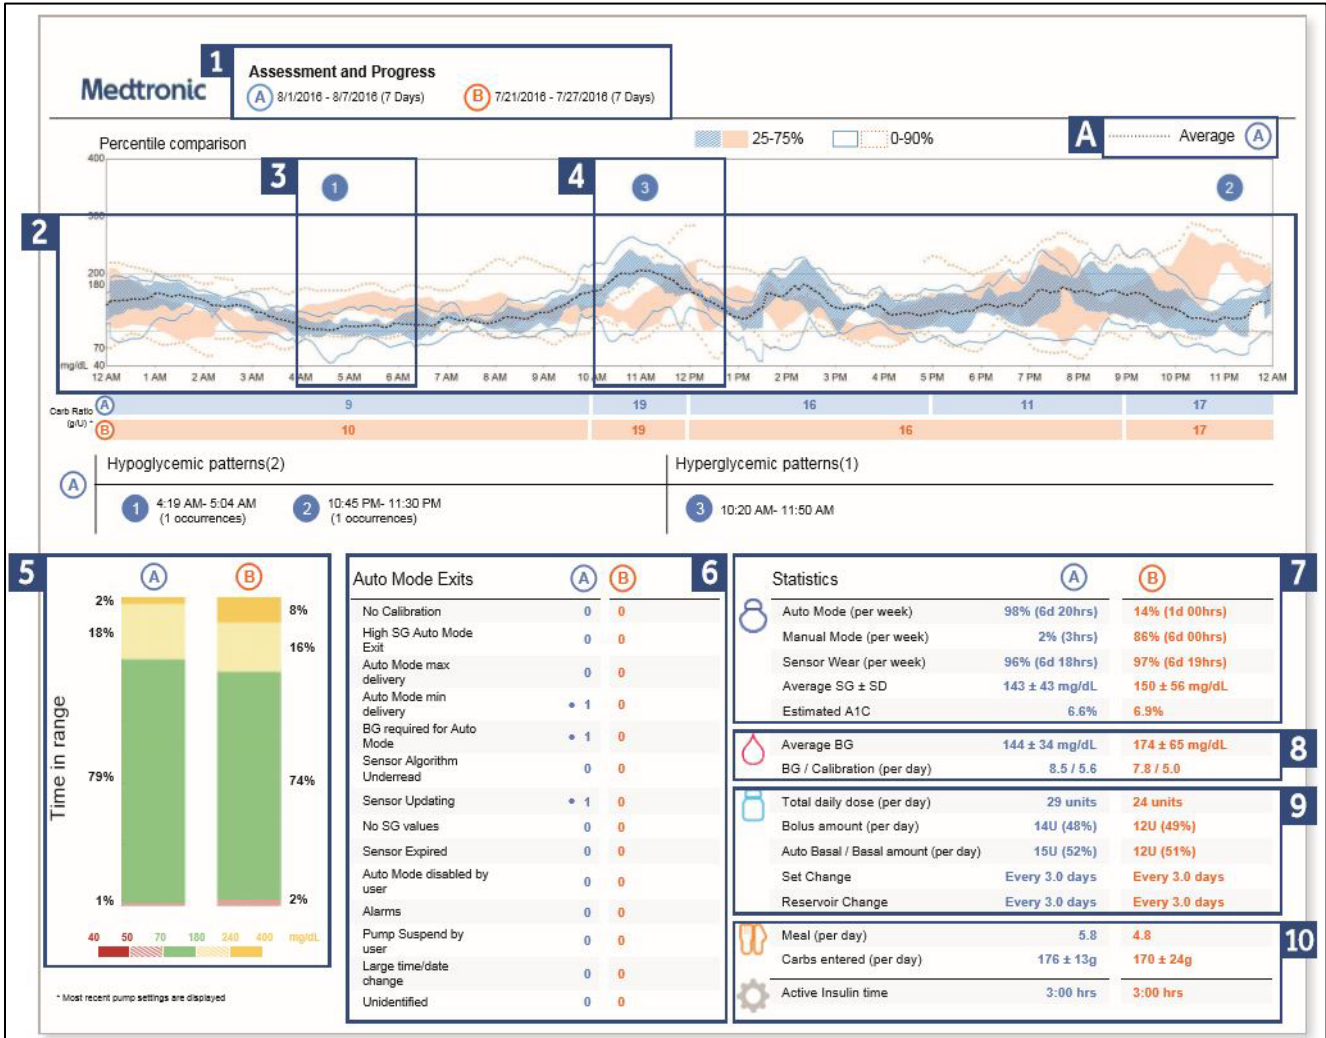 1
Assessment and Progress
Medtronic
A 8/1/2016 - 8/7/2016 (7 Days) B 7/21/2016 - 7/27/2016 (7 Days)
Percentile comparison
25-75% 0-90%
A Average A
400
3 1 4 3 2
2
300
200
180
70
mg/dL 40
12 AM 1 AM 2 AM 3 AM 4 AM 5 AM 6 AM 7 AM 8 AM 9 AM 10 AM 11 AM 12 PM 1 PM 2 PM 3 PM 4 PM 5 PM 6 PM 7 PM 8 PM 9 PM 10 PM 11 PM 12 AM
Carb Ratio
(g/U) *
A 9 19 16 11 17
B 10 19 16 17
A
Hypoglycemic patterns(2) Hyperglycemic patterns(1)
1 4:19 AM- 5:04 AM
(1 occurrences)
2 10:45 PM- 11:30 PM
(1 occurrences)
3 10:20 AM- 11:50 AM
5
A B
2% 8%
18% 16%
Time in range
79% 74%
1% 2%
40 50 70 180 240 400 mg/dL
* Most recent pump settings are displayed
Auto Mode Exits A B 6
No Calibration 0 0
High SG Auto Mode
Exit 0 0
Auto Mode max
delivery 0 0
Auto Mode min
delivery • 1 0
BG required for Auto
Mode • 1 0
Sensor Algorithm
Underread 0 0
Sensor Updating • 1 0
No SG values 0 0
Sensor Expired 0 0
Auto Mode disabled by
user 0 0
Alarms 0 0
Pump Suspend by
user 0 0
Large time/date
change 0 0
Unidentified 0 0
Statistics A B 7
Auto Mode (per week) 98% (6d 20hrs) 14% (1d 00hrs)
Manual Mode (per week) 2% (3hrs) 86% (6d 00hrs)
Sensor Wear (per week) 96% (6d 18hrs) 97% (6d 19hrs)
Average SG ± SD 143 ± 43 mg/dL 150 ± 56 mg/dL
Estimated A1C 6.6% 6.9%
8
Average BG 144 ± 34 mg/dL 174 ± 65 mg/dL
BG / Calibration (per day) 8.5 / 5.6 7.8 / 5.0
9
Total daily dose (per day) 29 units 24 units
Bolus amount (per day) 14U (48%) 12U (49%)
Auto Basal / Basal amount (per day) 15U (52%) 12U (51%)
Set Change Every 3.0 days Every 3.0 days
Reservoir Change Every 3.0 days Every 3.0 days
10
Meal (per day) 5.8 4.8
Carbs entered (per day) 176 ± 13g 170 ± 24g
Active Insulin time 3:00 hrs 3:00 hrs